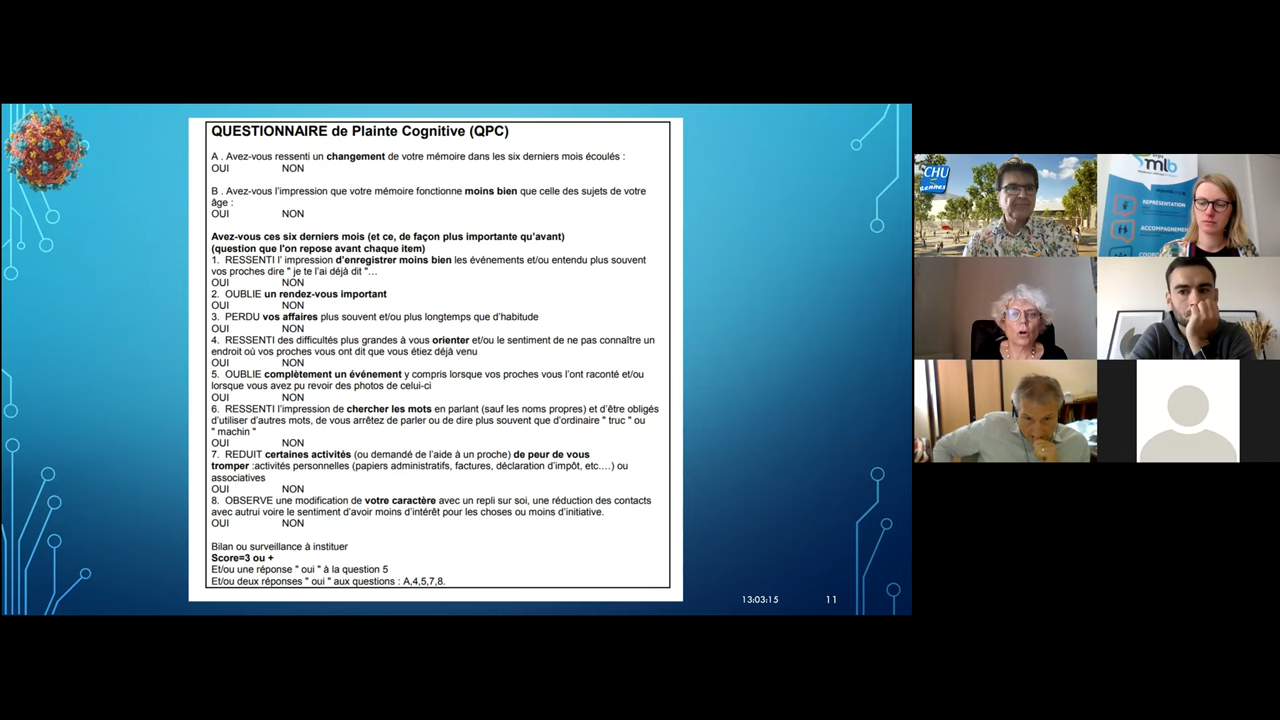 QUESTIONNAIRE de Plainte Cognitive (QPC)
A . Avez-vous ressenti un changement de votre mémoire dans les six derniers mois écoulés :
OUI NON
B . Avez-vous l'impression que votre mémoire fonctionne moins bien que celle des sujets de votre
âge :
OUI NON
Avez-vous ces six derniers mois (et ce, de façon plus importante qu'avant)
(question que l'on repose avant chaque item)
1. RESSENTI l' impression d'enregistrer moins bien les événements et/ou entendu plus souvent
vos proches dire " je te l'ai déjà dit "…
OUI NON
2. OUBLIE un rendez-vous important
OUI NON
3. PERDU vos affaires plus souvent et/ou plus longtemps que d'habitude
OUI NON
4. RESSENTI des difficultés plus grandes à vous orienter et/ou le sentiment de ne pas connaître un
endroit où vos proches vous ont dit que vous étiez déjà venu
OUI NON
5. OUBLIE complètement un événement y compris lorsque vos proches vous l'ont raconté et/ou
lorsque vous avez pu revoir des photos de celui-ci
OUI NON
6. RESSENTI l'impression de chercher les mots en parlant (sauf les noms propres) et d'être obligés
d'utiliser d'autres mots, de vous arrêtez de parler ou de dire plus souvent que d'ordinaire " truc " ou
" machin "
OUI NON
7. REDUIT certaines activités (ou demandé de l'aide à un proche) de peur de vous
tromper :activités personnelles (papiers administratifs, factures, déclaration d'impôt, etc.…) ou
associatives
OUI NON
8. OBSERVE une modification de votre caractère avec un repli sur soi, une réduction des contacts
avec autrui voire le sentiment d'avoir moins d'intérêt pour les choses ou moins d'initiative.
OUI NON
Bilan ou surveillance à instituer
Score=3 ou +
Et/ou une réponse " oui " à la question 5
Et/ou deux réponses " oui " aux questions : A,4,5,7,8.
13:03:15 11
CHU
Rennes
mlb
REPRÉSENTATION
ACCOMPAGNEMEN